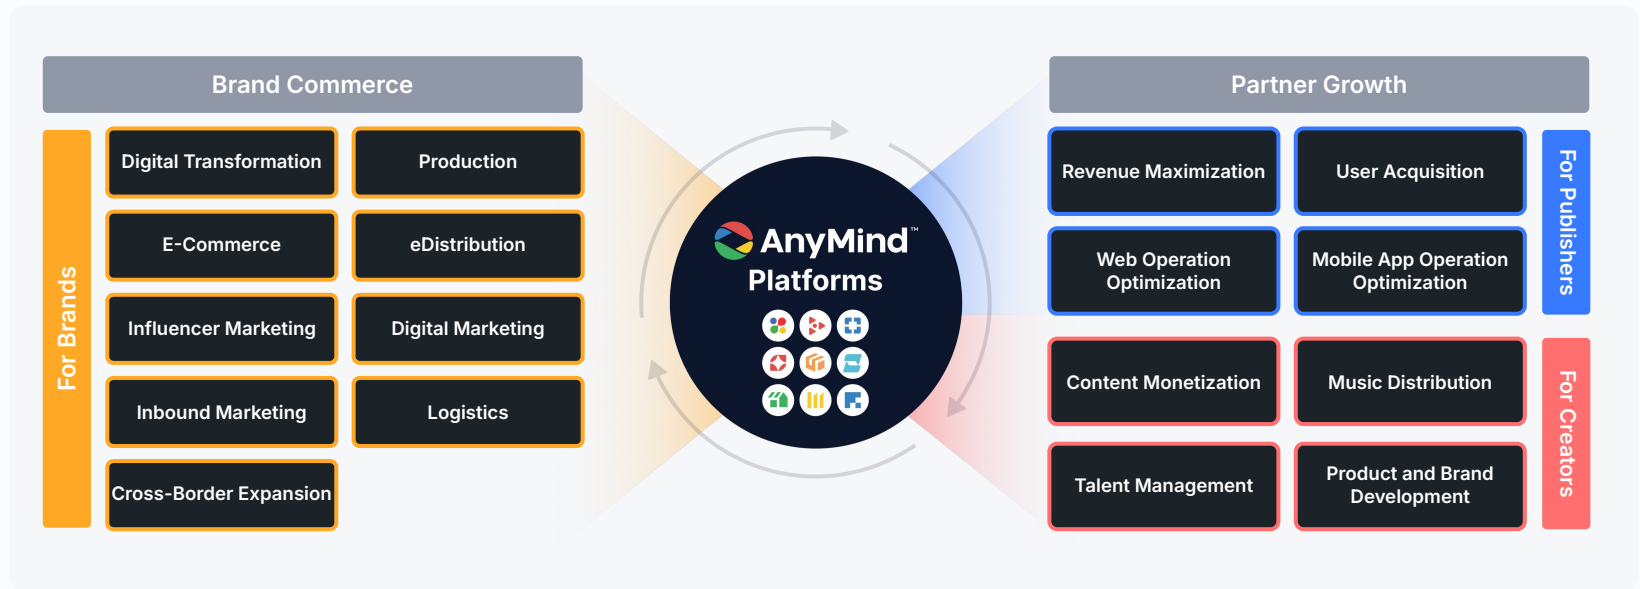 Brand Commerce
For Brands
Digital Transformation
Production
E-Commerce
eDistribution
Influencer Marketing
Digital Marketing
Inbound Marketing
Logistics
Cross-Border Expansion
AnyMind™
Platforms
Partner Growth
For Publishers
Revenue Maximization
User Acquisition
Web Operation
Optimization
Mobile App Operation
Optimization
For Creators
Content Monetization
Music Distribution
Talent Management
Product and Brand
Development